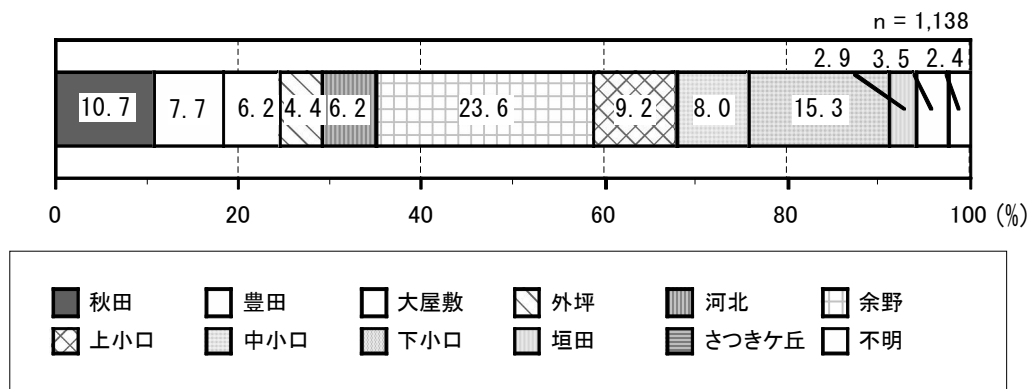 n = 1,138
2.9 3.5 2.4
10.7 7.7 6.2 4.4 6.2 23.6 9.2 8.0 15.3
0 20 40 60 80 100 (%)
秋田 豊田 大屋敷 外坪 河北 余野
上小口 中小口 下小口 垣田 さつきケ丘 不明